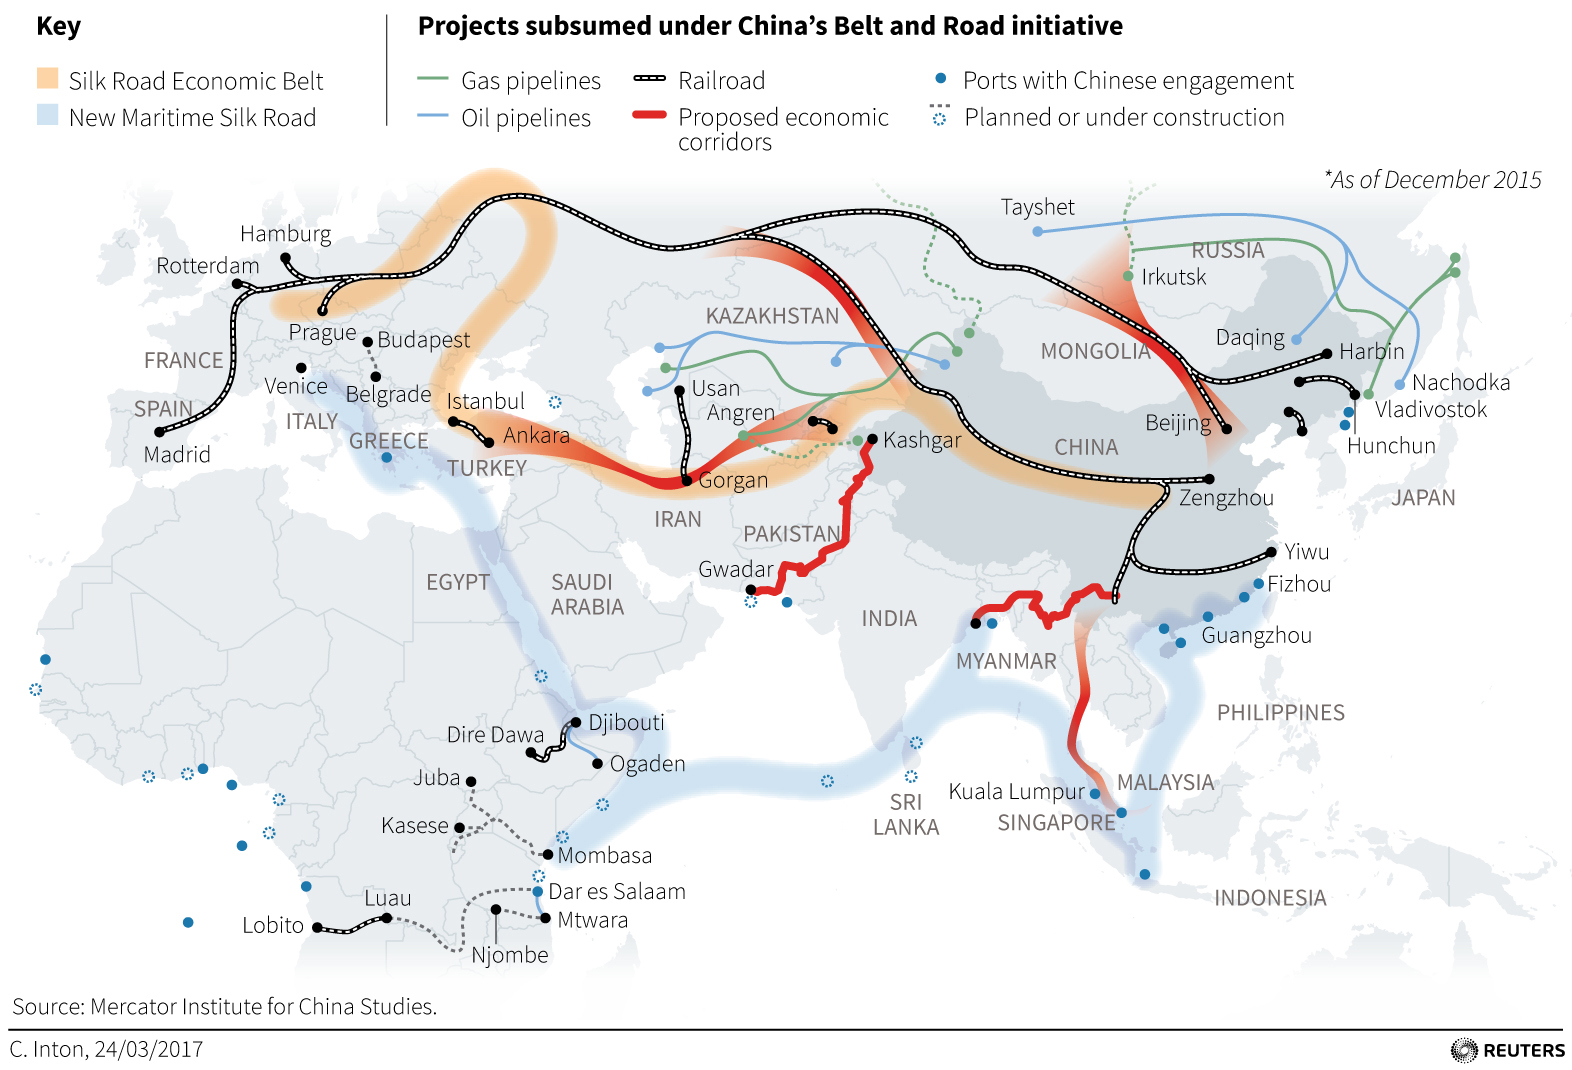 Key
Projects subsumed under China's Belt and Road initiative
Silk Road Economic Belt
New Maritime Silk Road
Gas pipelines
Oil pipelines
Railroad
Proposed economic
corridors
Ports with Chinese engagement
Planned or under construction
*As of December 2015
Tayshet
Hamburg
RUSSIA
Rotterdam
Irkutsk
KAZAKHSTAN
Prague
Budapest
Daqing
Harbin
MONGOLIA
FRANCE
Venice
Belgrade
Usan
Nachodka
Istanbul
Angren
Vladivostok
SPAIN
ITALY
Beijing
GREECE
Ankara
Kashgar
CHINA
Hunchun
Madrid
TURKEY
Gorgan
Zengzhou
JAPAN
IRAN
PAKISTAN
Yiwu
Gwadar
EGYPT
SAUDI
ARABIA
Fizhou
INDIA
Guangzhou
MYANMAR
PHILIPPINES
Djibouti
Dire Dawa
Ogaden
Juba
MALAYSIA
Kuala Lumpur
SRI
LANKA
SINGAPORE
Kasese
Mombasa
Dar es Salaam
Luau
INDONESIA
Lobito
Mtwara
Njombe
Source: Mercator Institute for China Studies.
C. Inton, 24/03/2017
REUTERS